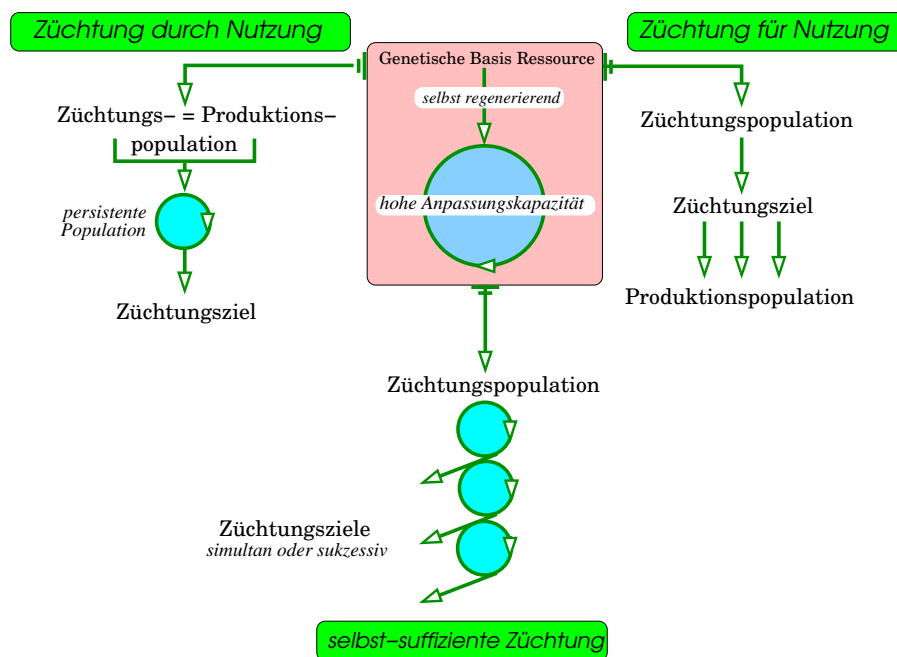 Züchtung durch Nutzung
Züchtung für Nutzung
Genetische Basis Ressource
selbst regenerierend
hohe Anpassungskapazität
Züchtungs- = Produktions-
population
persistente
Population
Züchtungsziel
Züchtungspopulation
Züchtungsziel
Produktionspopulation
Züchtungspopulation
Züchtungsziele
simultan oder sukzessiv
selbst-suffiziente Züchtung